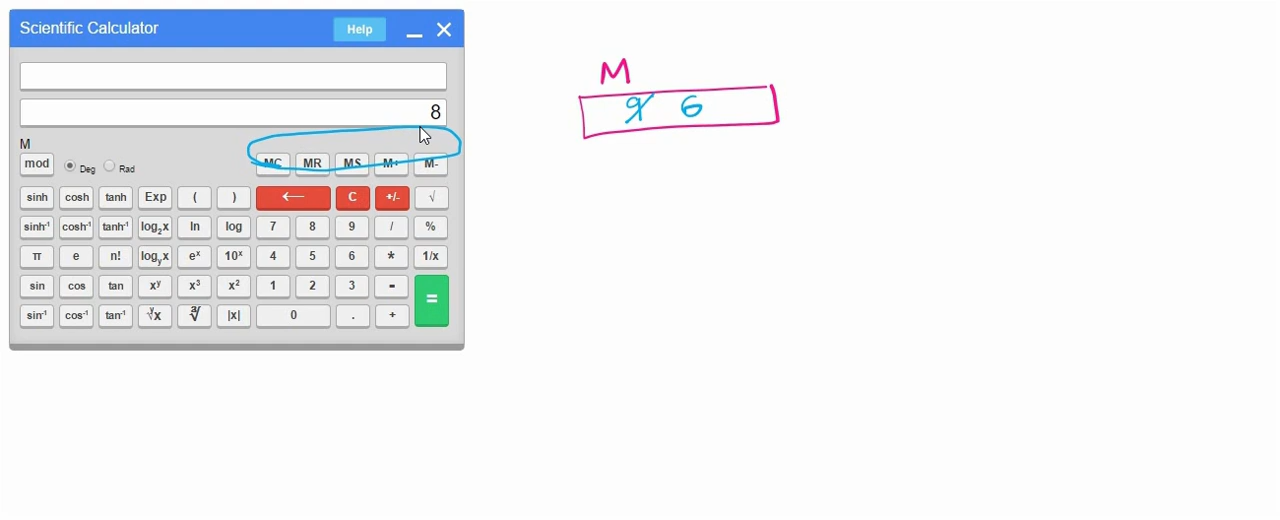 Scientific Calculator Help
8
M
mod Deg Rad MC MR MS M+ M-
sinh cosh tanh Exp ( ) ← C +/- √
sinh⁻¹ cosh⁻¹ tanh⁻¹ log₂x ln log 7 8 9 / %
π e n! logᵧx eˣ 10ˣ 4 5 6 * 1/x
sin cos tan xʸ x³ x² 1 2 3 - =
sin⁻¹ cos⁻¹ tan⁻¹ ʸ√x ³√ |x| 0 . +
M
9 6